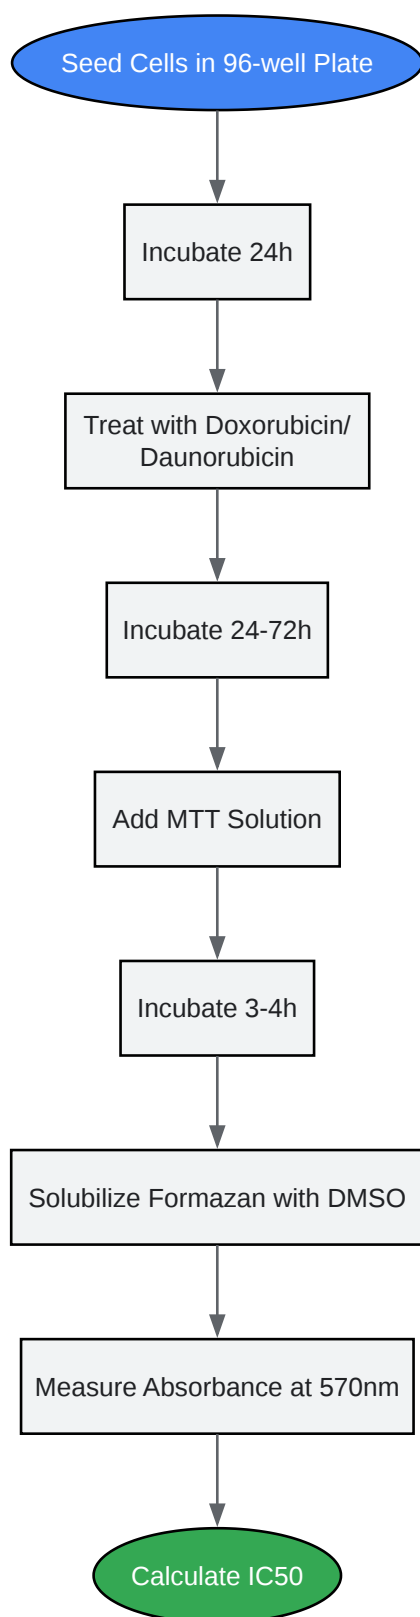 Seed Cells in 96-well Plate
Incubate 24h
Treat with Doxorubicin/
Daunorubicin
Incubate 24-72h
Add MTT Solution
Incubate 3-4h
Solubilize Formazan with DMSO
Measure Absorbance at 570nm
Calculate IC50